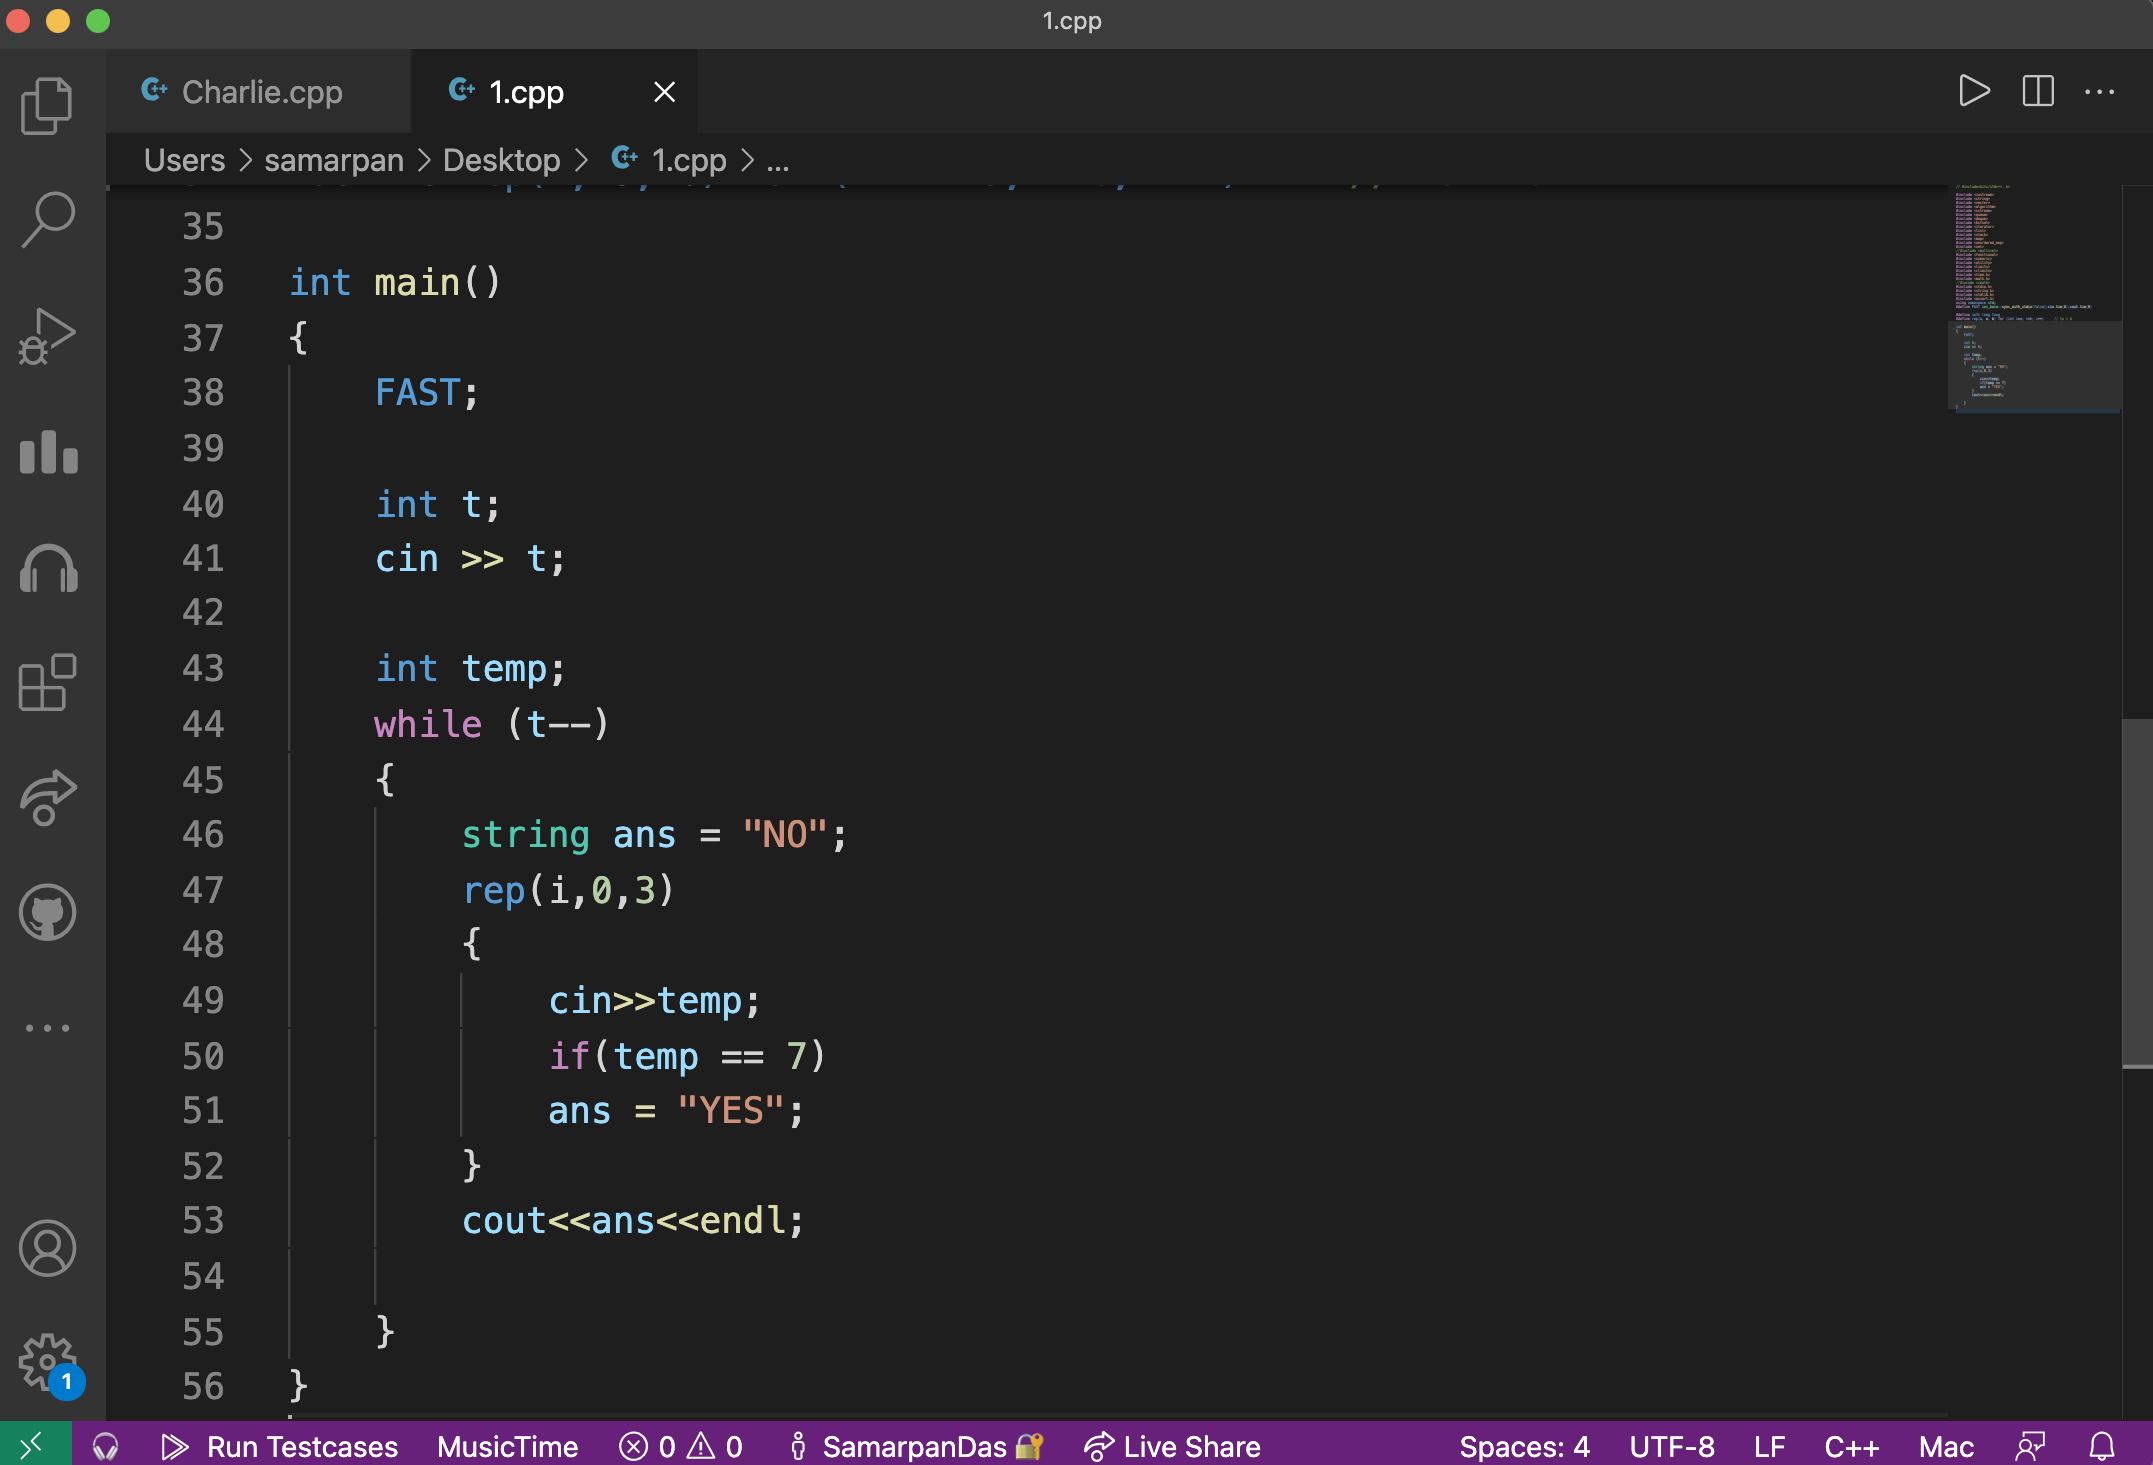 1.cpp
Charlie.cpp
1.cpp
Users > samarpan > Desktop > 1.cpp > ...
35
36 int main()
37 {
38 FAST;
39
40 int t;
41 cin >> t;
42
43 int temp;
44 while (t--)
45 {
46 string ans = "NO";
47 rep(i,0,3)
48 {
49 cin>>temp;
50 if(temp == 7)
51 ans = "YES";
52 }
53 cout<<ans<<endl;
54
55 }
56 }
1
Run Testcases MusicTime 0 0 SamarpanDas Live Share Spaces: 4 UTF-8 LF C++ Mac